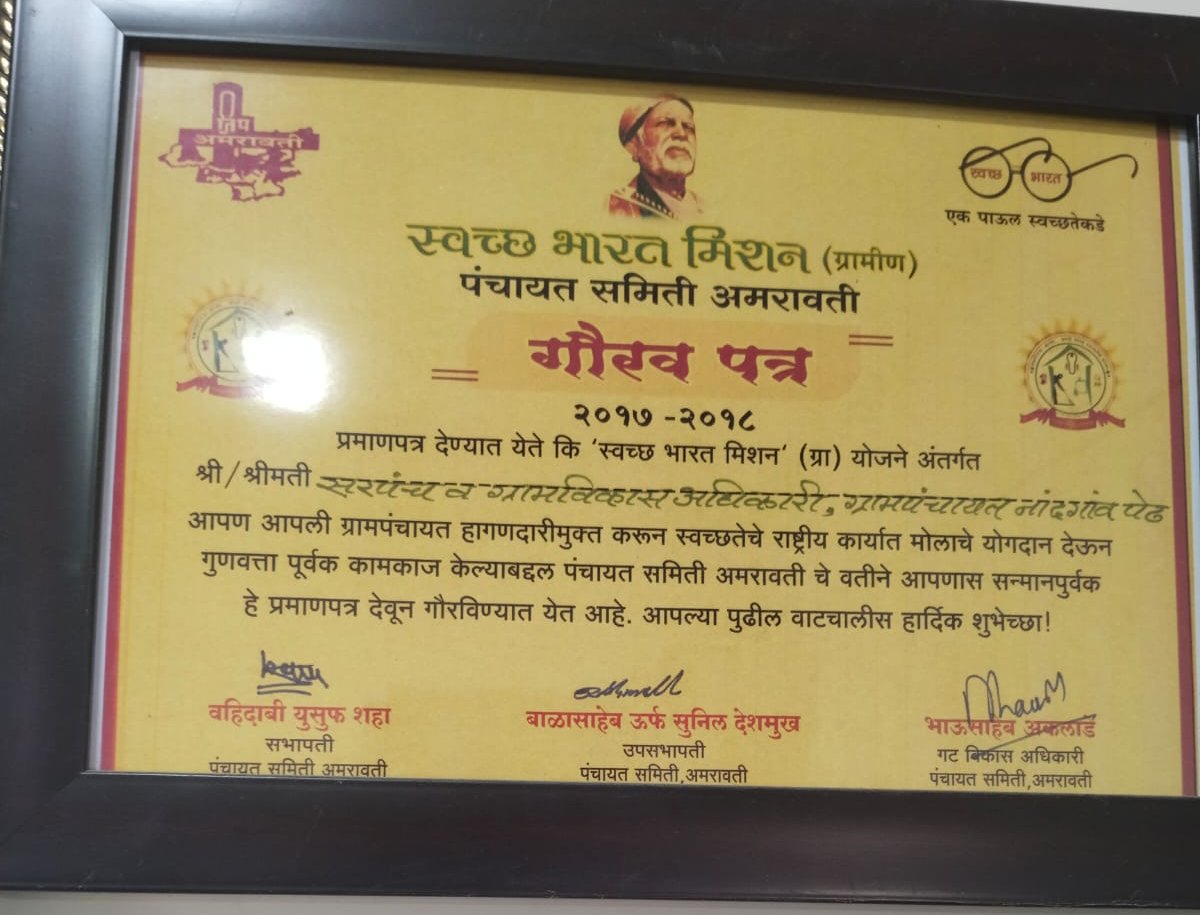 जिप
अमरावती
स्वच्छ भारत
एक पाऊल स्वच्छतेकडे
स्वच्छ भारत मिशन (ग्रामीण)
पंचायत समिती अमरावती
गौरव पत्र
२०१७ -२०१८
प्रमाणपत्र देण्यात येते कि 'स्वच्छ भारत मिशन' (ग्रा) योजने अंतर्गत
श्री/श्रीमती सरपंच व ग्रामविकास अधिकारी, ग्रामपंचायत नांदगांव पेठ
आपण आपली ग्रामपंचायत हागणदारीमुक्त करून स्वच्छतेचे राष्ट्रीय कार्यात मोलाचे योगदान देऊन
गुणवत्ता पूर्वक कामकाज केल्याबद्दल पंचायत समिती अमरावती चे वतीने आपणास सन्मानपुर्वक
हे प्रमाणपत्र देवून गौरविण्यात येत आहे. आपल्या पुढील वाटचालीस हार्दिक शुभेच्छा!
वहिदाबी युसुफ शहा
सभापती
पंचायत समिती अमरावती
बाळासाहेब ऊर्फ सुनिल देशमुख
उपसभापती
पंचायत समिती,अमरावती
भाऊसाहेब अकलाडे
गट विकास अधिकारी
पंचायत समिती,अमरावती